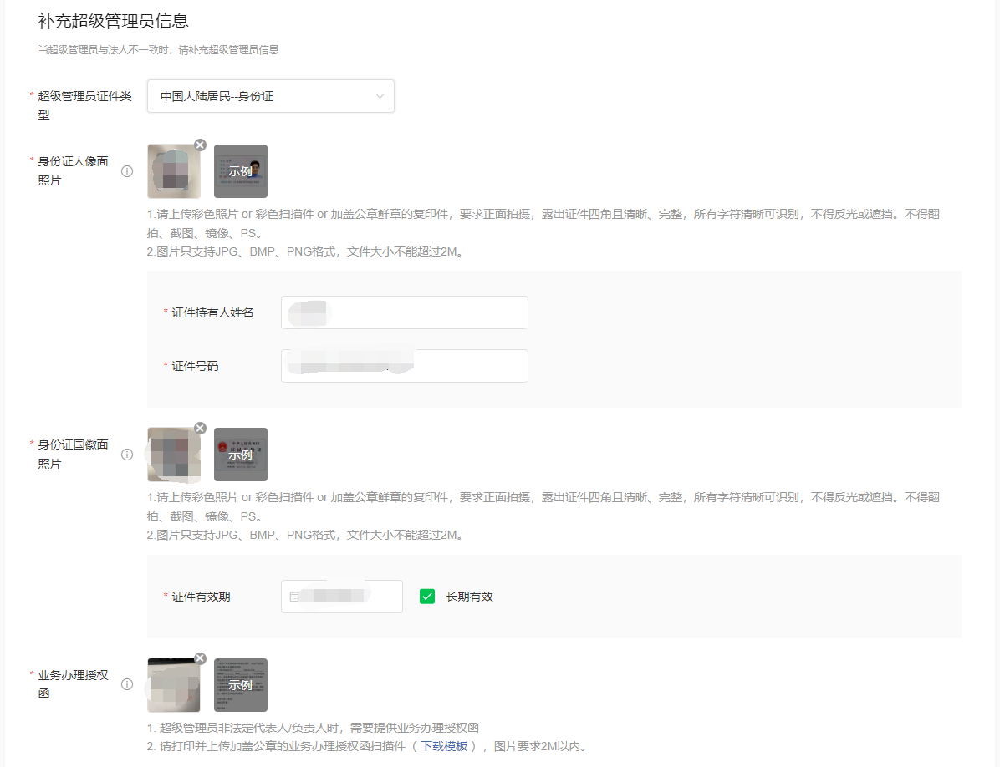 补充超级管理员信息
当超级管理员与法人不一致时，请补充超级管理员信息
* 超级管理员证件类
型
中国大陆居民--身份证
* 身份证人像面
照片
示例
1.请上传彩色照片 or 彩色扫描件 or 加盖公章鲜章的复印件，要求正面拍摄，露出证件四角且清晰、完整，所有字符清晰可识别，不得反光或遮挡。不得翻
拍、截图、镜像、PS。
2.图片只支持JPG、BMP、PNG格式，文件大小不能超过2M。
* 证件持有人姓名
* 证件号码
* 身份证国徽面
照片
示例
1.请上传彩色照片 or 彩色扫描件 or 加盖公章鲜章的复印件，要求正面拍摄，露出证件四角且清晰、完整，所有字符清晰可识别，不得反光或遮挡。不得翻
拍、截图、镜像、PS。
2.图片只支持JPG、BMP、PNG格式，文件大小不能超过2M。
* 证件有效期
长期有效
* 业务办理授权
函
示例
1. 超级管理员非法定代表人/负责人时，需要提供业务办理授权函
2. 请打印并上传加盖公章的业务办理授权函扫描件（ 下载模板 ），图片要求2M以内。